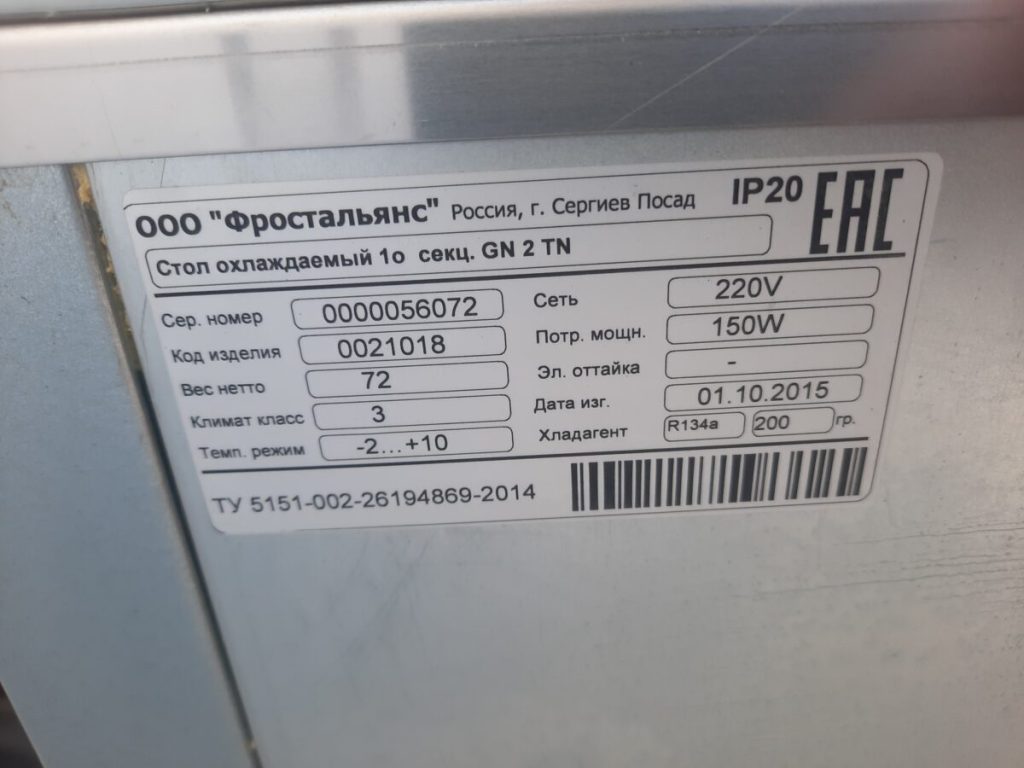 ООО "Фростальянс" Россия, г. Сергиев Посад IP20 EAC
Стол охлаждаемый 1о секц. GN 2 TN
Сер. номер 0000056072 Сеть 220V
Код изделия 0021018 Потр. мощн. 150W
Вес нетто 72 Эл. оттайка -
Климат класс 3 Дата изг. 01.10.2015
Темп. режим -2...+10 Хладагент R134a 200 гр.
ТУ 5151-002-26194869-2014